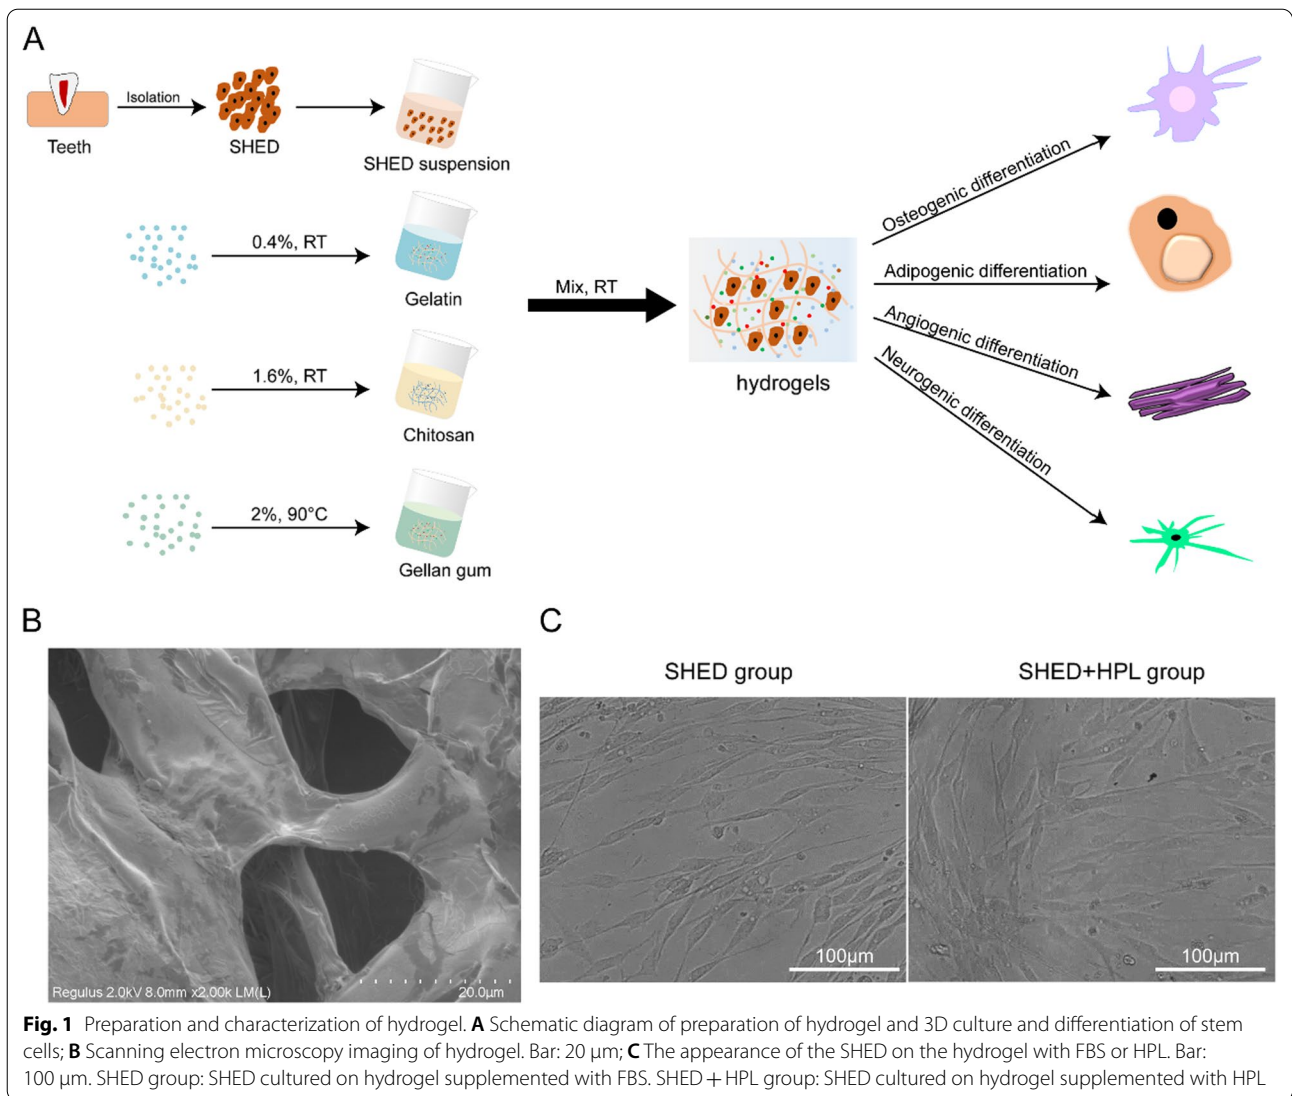 A
Teeth
Isolation
SHED
SHED suspension
0.4%, RT
Gelatin
1.6%, RT
Chitosan
2%, 90°C
Gellan gum
Mix, RT
hydrogels
Osteogenic differentiation
Adipogenic differentiation
Angiogenic differentiation
Neurogenic differentiation
B
Regulus 2.0kV 8.0mm x2.00k LM(L)
20.0μm
C
SHED group
SHED+HPL group
100μm
100μm
Fig. 1 Preparation and characterization of hydrogel. A Schematic diagram of preparation of hydrogel and 3D culture and differentiation of stem
cells; B Scanning electron microscopy imaging of hydrogel. Bar: 20 μm; C The appearance of the SHED on the hydrogel with FBS or HPL. Bar:
100 μm. SHED group: SHED cultured on hydrogel supplemented with FBS. SHED + HPL group: SHED cultured on hydrogel supplemented with HPL